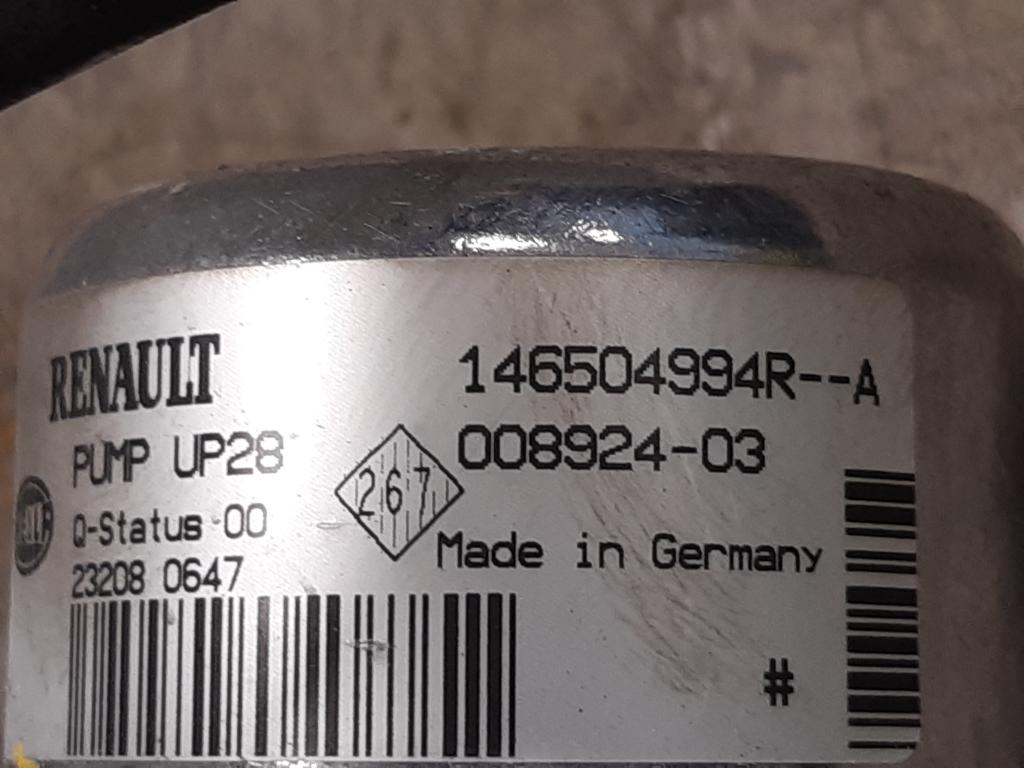 RENAULT
146504994R--A
PUMP UP28
008924-03
267
Q-Status 00
Made in Germany
23208 0647
#